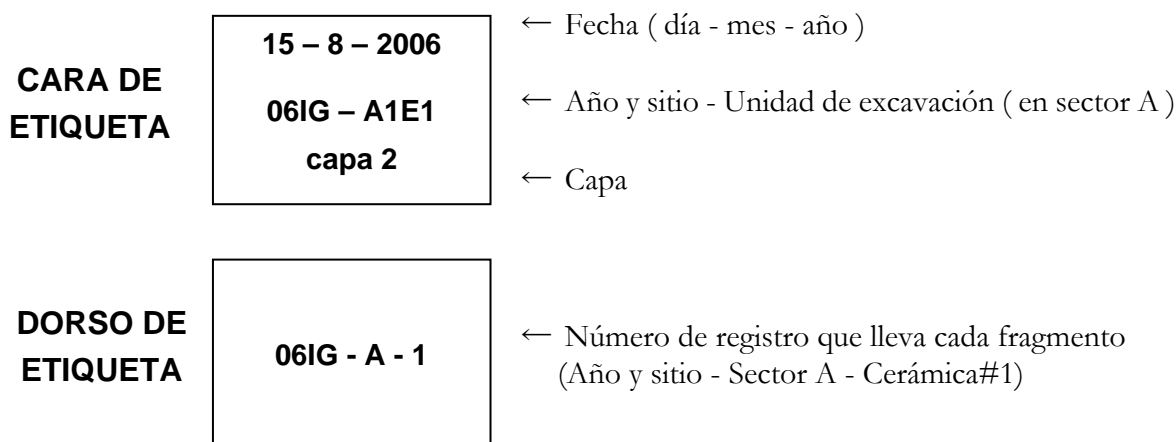 CARA DE
ETIQUETA
15 – 8 – 2006
06IG – A1E1
capa 2
← Fecha ( día - mes - año )
← Año y sitio - Unidad de excavación ( en sector A )
← Capa
DORSO DE
ETIQUETA
06IG - A - 1
← Número de registro que lleva cada fragmento
(Año y sitio - Sector A - Cerámica#1)